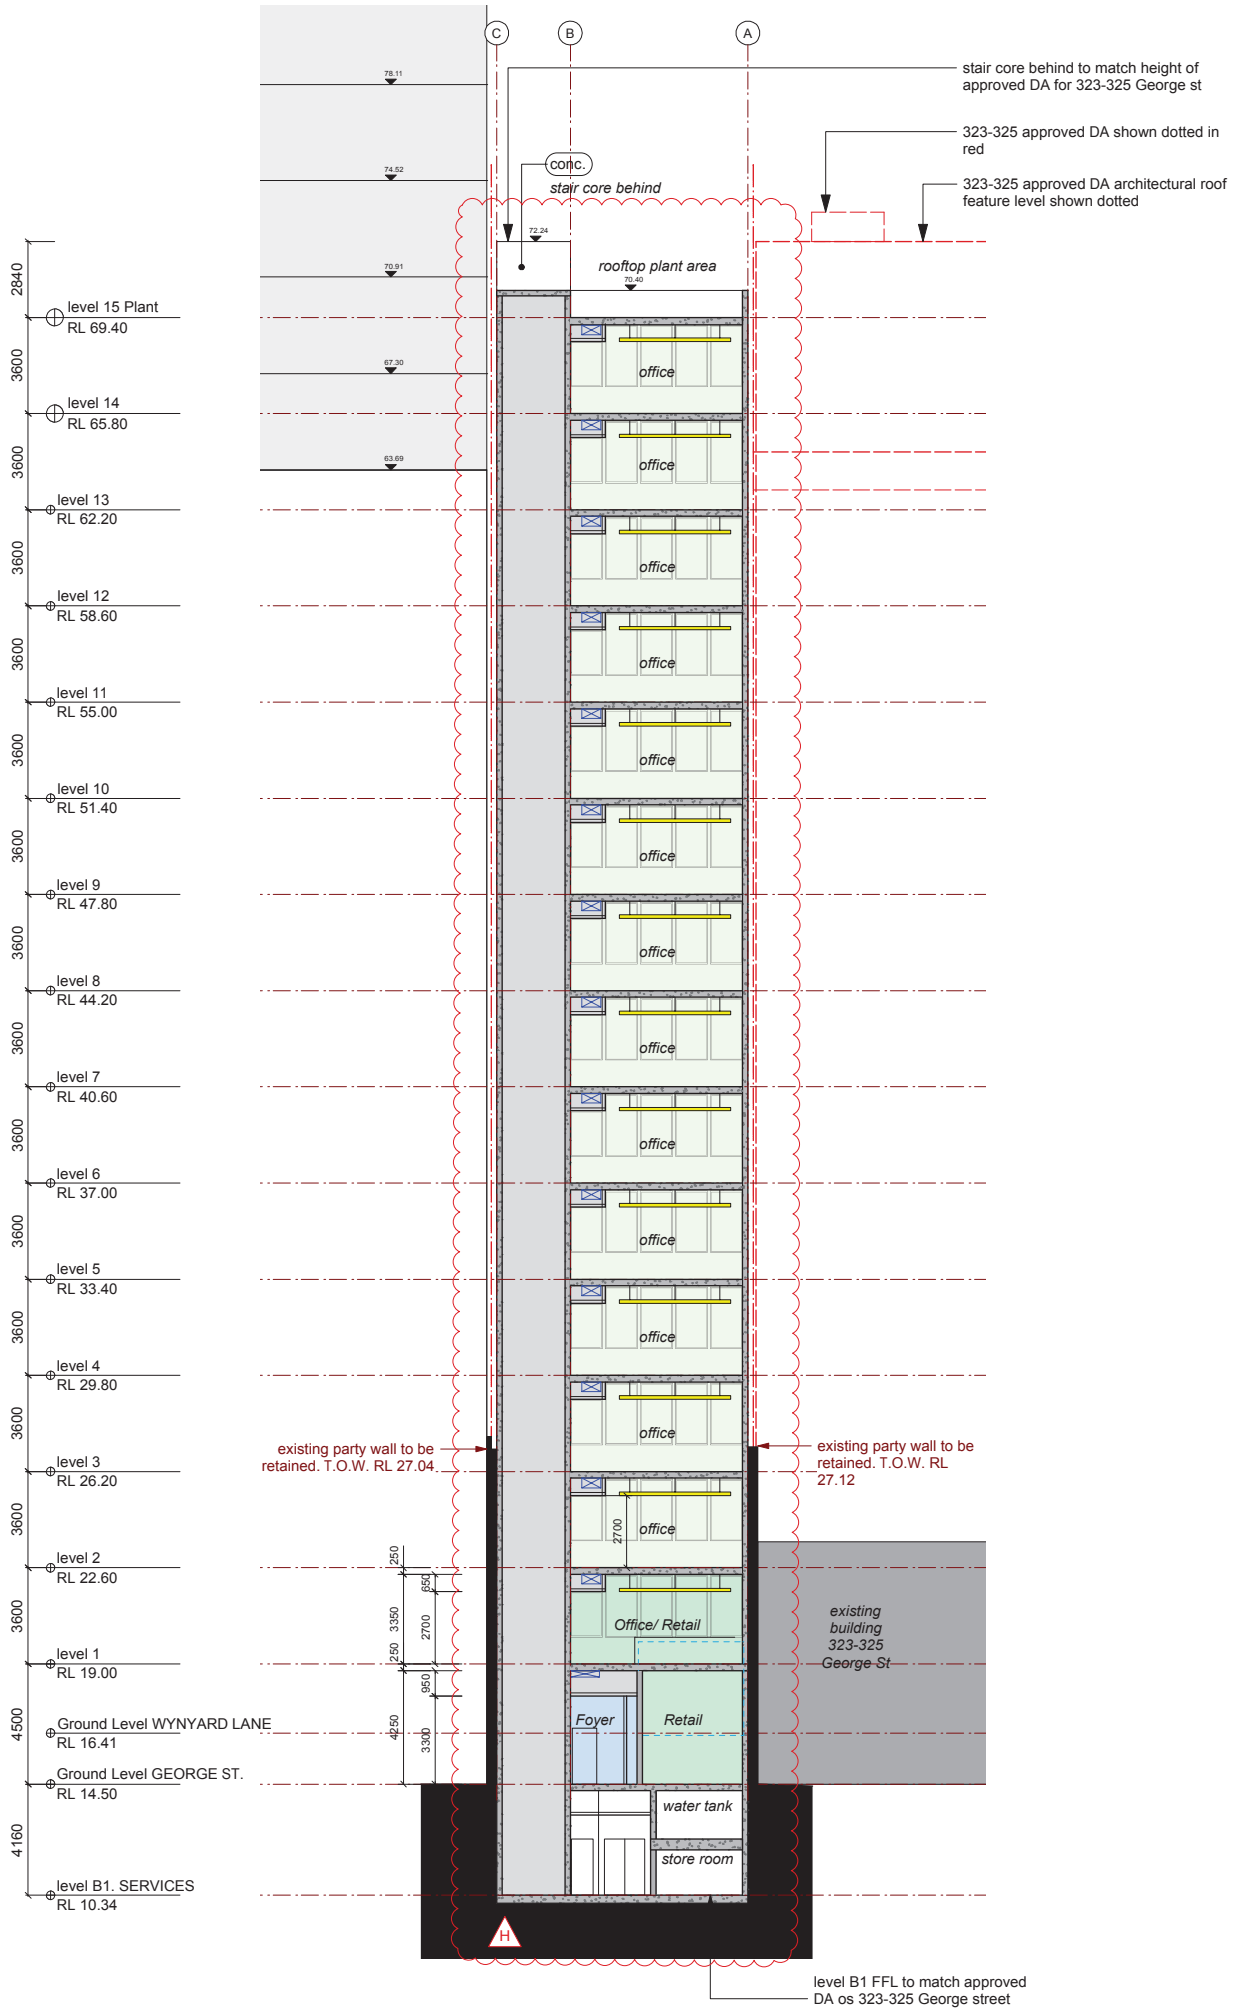 C
B
A
78.11
stair core behind to match height of
approved DA for 323-325 George st
323-325 approved DA shown dotted in
red
conc.
74.52
stair core behind
323-325 approved DA architectural roof
feature level shown dotted
72.24
2840
70.91
rooftop plant area
70.40
level 15 Plant
RL 69.40
3600
67.30
office
level 14
RL 65.80
3600
63.69
office
level 13
RL 62.20
3600
office
level 12
RL 58.60
3600
office
level 11
RL 55.00
3600
office
level 10
RL 51.40
3600
office
level 9
RL 47.80
3600
office
level 8
RL 44.20
3600
office
level 7
RL 40.60
3600
office
level 6
RL 37.00
3600
office
level 5
RL 33.40
3600
office
level 4
RL 29.80
3600
office
existing party wall to be
retained. T.O.W. RL 27.04
existing party wall to be
retained. T.O.W. RL
27.12
level 3
RL 26.20
3600
2700
office
level 2
RL 22.60
250
650
3600
3350
2700
250
Office/ Retail
existing
building
323-325
George St
level 1
RL 19.00
950
4500
4250
3300
Foyer
Retail
Ground Level WYNYARD LANE
RL 16.41
Ground Level GEORGE ST.
RL 14.50
4160
water tank
store room
level B1. SERVICES
RL 10.34
H
level B1 FFL to match approved
DA os 323-325 George street